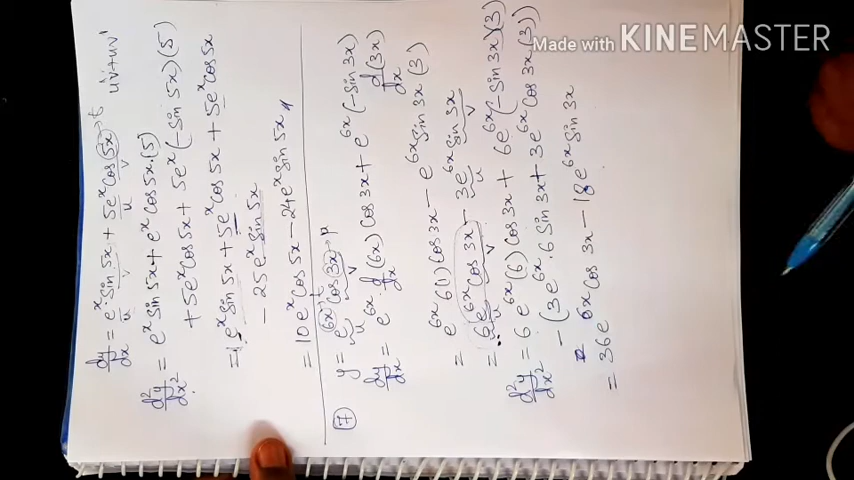 dy/dx = e^x sin 5x + 5e^x cos 5x → t   ∵ uv' + uv'
u v u v
d²y/dx² = e^x sin 5x + e^x cos 5x·(5)
+ 5e^x cos 5x + 5e^x (-sin 5x)(5)
= e^x sin 5x + 5e^x cos 5x + 5e^x cos 5x
- 25e^x sin 5x
= 10e^x cos 5x - 24e^x sin 5x //
7 y = e^6x cos 3x
u v
dy/dx = e^6x · d/dx (6x) cos 3x + e^6x (-sin 3x) d/dx (3x)
= e^6x 6(1) cos 3x - e^6x sin 3x (3)
= 6e^6x cos 3x - 3e^6x sin 3x
u v u v
d²y/dx² = 6 e^6x (6) cos 3x + 6e^6x (-sin 3x)(3)
- (3e^6x · 6 sin 3x + 3e^6x cos 3x (3))
= 36e^6x cos 3x - 18e^6x sin 3x
Made with KINEMASTER